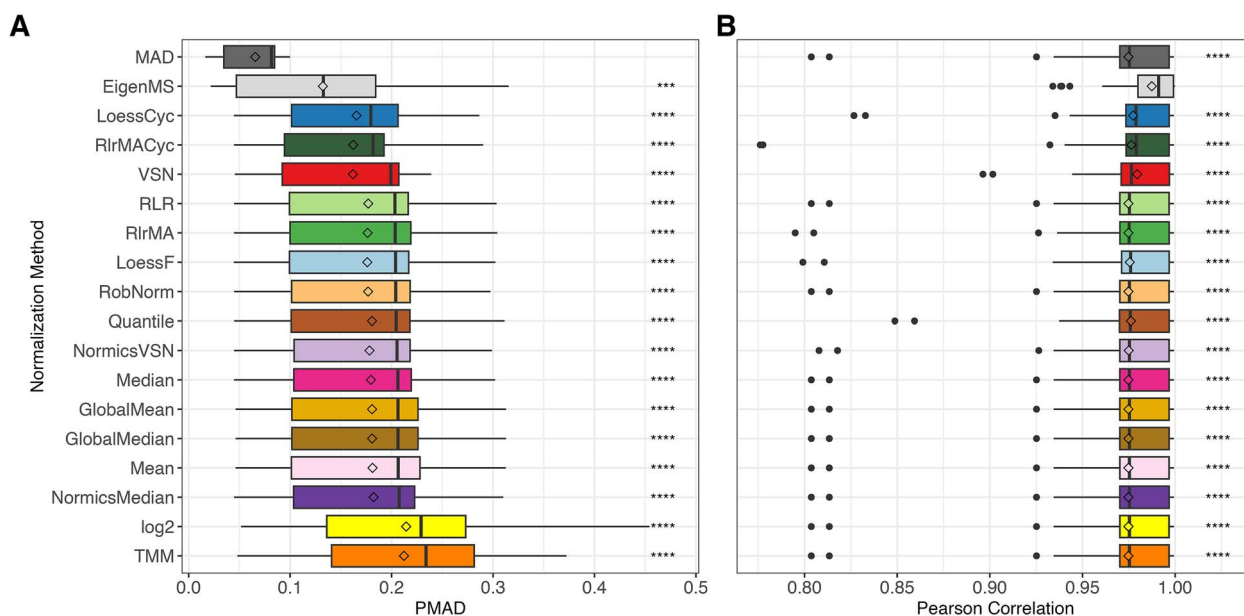 A
B
Normalization Method
MAD
****
EigenMS
***
****
LoessCyc
****
****
RlrMACyc
****
****
VSN
****
****
RLR
****
****
RlrMA
****
****
LoessF
****
****
RobNorm
****
****
Quantile
****
****
NormicsVSN
****
****
Median
****
****
GlobalMean
****
****
GlobalMedian
****
****
Mean
****
****
NormicsMedian
****
****
log2
****
****
TMM
****
****
0.0 0.1 0.2 0.3 0.4 0.5
PMAD
0.80 0.85 0.90 0.95 1.00
Pearson Correlation